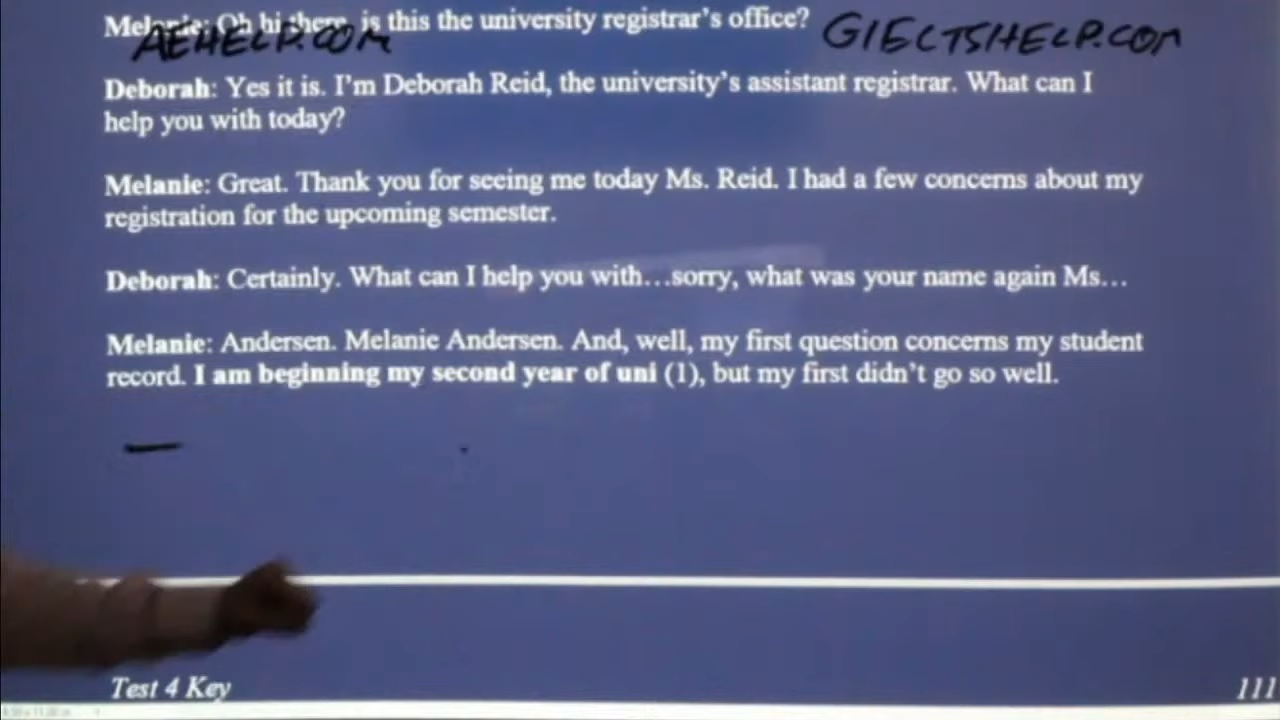 Melanie: Oh hi there, is this the university registrar's office?
AEHELP.COM
GIELTSHELP.COM
Deborah: Yes it is. I'm Deborah Reid, the university's assistant registrar. What can I
help you with today?
Melanie: Great. Thank you for seeing me today Ms. Reid. I had a few concerns about my
registration for the upcoming semester.
Deborah: Certainly. What can I help you with…sorry, what was your name again Ms…
Melanie: Andersen. Melanie Andersen. And, well, my first question concerns my student
record. I am beginning my second year of uni (1), but my first didn't go so well.
Test 4 Key
111